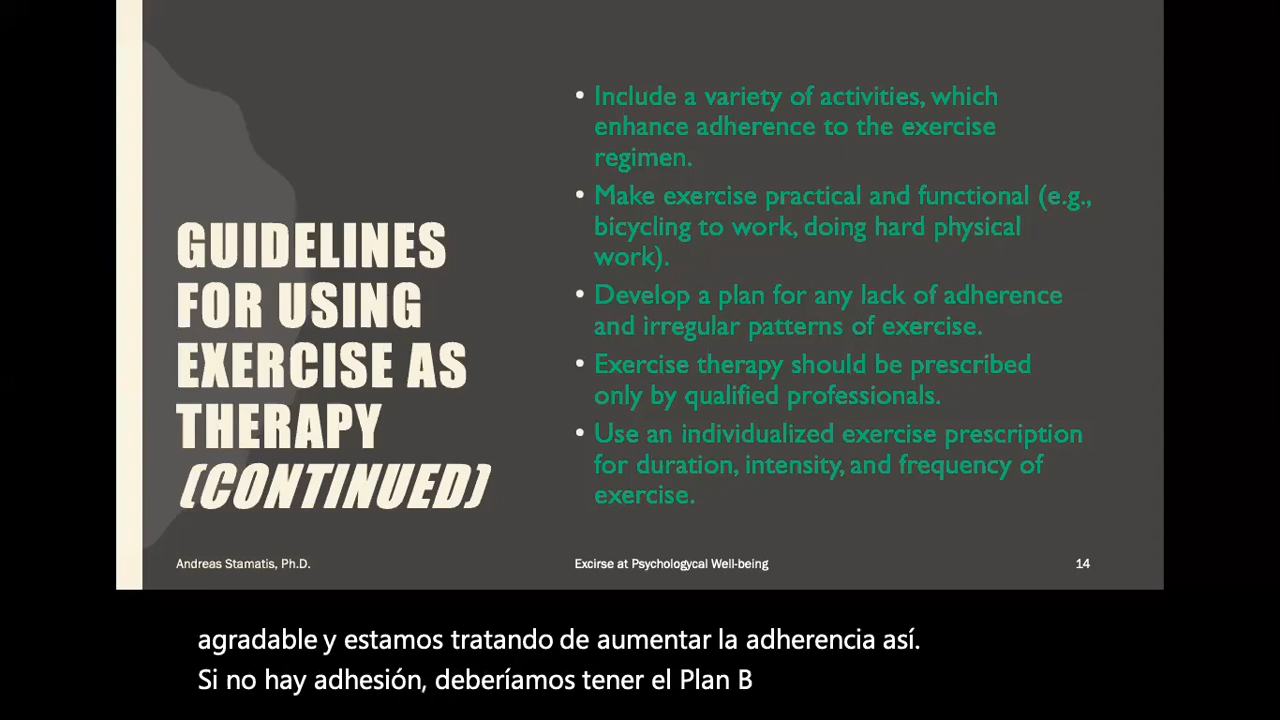 GUIDELINES
FOR USING
EXERCISE AS
THERAPY
(CONTINUED)
• Include a variety of activities, which
enhance adherence to the exercise
regimen.
• Make exercise practical and functional (e.g.,
bicycling to work, doing hard physical
work).
• Develop a plan for any lack of adherence
and irregular patterns of exercise.
• Exercise therapy should be prescribed
only by qualified professionals.
• Use an individualized exercise prescription
for duration, intensity, and frequency of
exercise.
Andreas Stamatis, Ph.D.
Excirse at Psychologycal Well-being
14
agradable y estamos tratando de aumentar la adherencia así.
Si no hay adhesión, deberíamos tener el Plan B